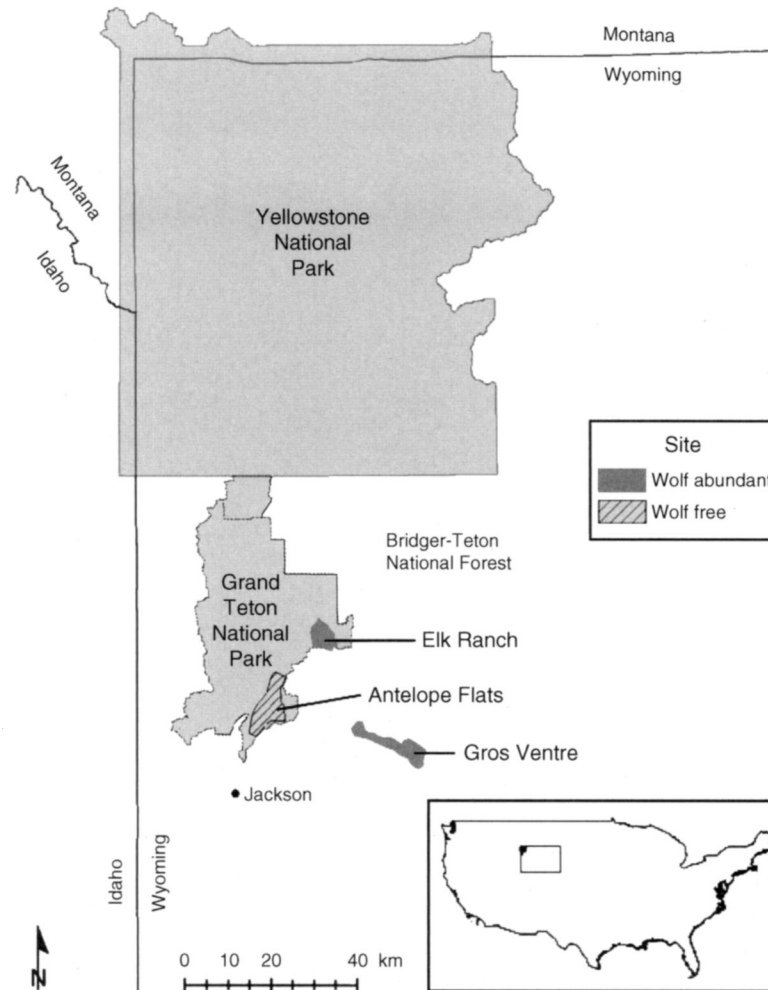 Montana
Wyoming
Montana
Idaho
Yellowstone
National
Park
Site
Wolf abundant
Wolf free
Bridger-Teton
National Forest
Grand
Teton
National
Park
Elk Ranch
Antelope Flats
Gros Ventre
Jackson
Idaho
Wyoming
N
0 10 20 40 km